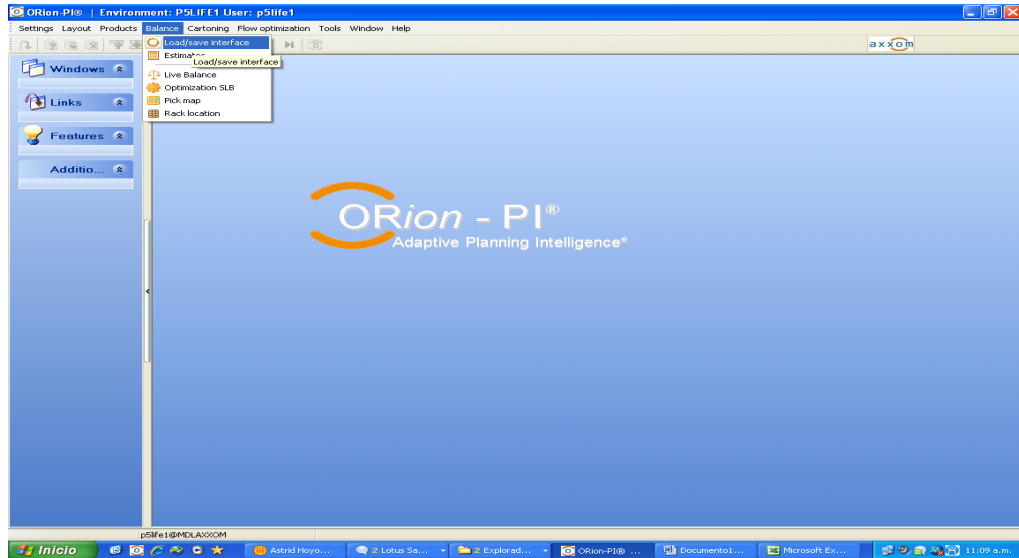 ORion-PI® | Environment: P5LIFE1 User: p5life1
Settings Layout Products Balance Cartoning Flow optimization Tools Window Help
Load/save interface
axxom
Estimates
Load/save interface
Live Balance
Optimization SLB
Pick map
Rack location
Windows
Links
Features
Additio...
ORion - PI®
Adaptive Planning Intelligence®
p5life1@MDLAXXOM
Inicio
Astrid Hoyo...
2 Lotus Sa...
2 Explorad...
ORion-PI® ...
Documento1...
Microsoft Ex...
11:09 a.m.